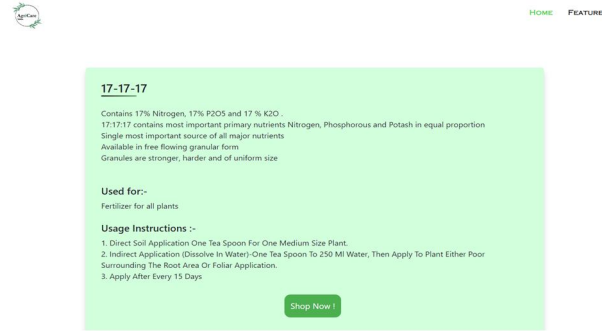 AgriCare
Home Feature
17-17-17
Contains 17% Nitrogen, 17% P2O5 and 17 % K2O .
17:17:17 contains most important primary nutrients Nitrogen, Phosphorous and Potash in equal proportion
Single most important source of all major nutrients
Available in free flowing granular form
Granules are stronger, harder and of uniform size
Used for:-
Fertilizer for all plants
Usage Instructions :-
1. Direct Soil Application One Tea Spoon For One Medium Size Plant.
2. Indirect Application (Dissolve In Water)-One Tea Spoon To 250 Ml Water, Then Apply To Plant Either Poor
Surrounding The Root Area Or Foliar Application.
3. Apply After Every 15 Days
Shop Now !